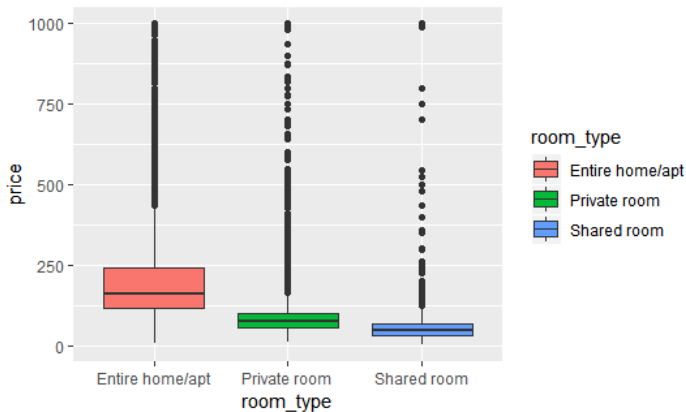 1000
750
500
250
0
price
Entire home/apt Private room Shared room
room_type
room_type
Entire home/apt
Private room
Shared room